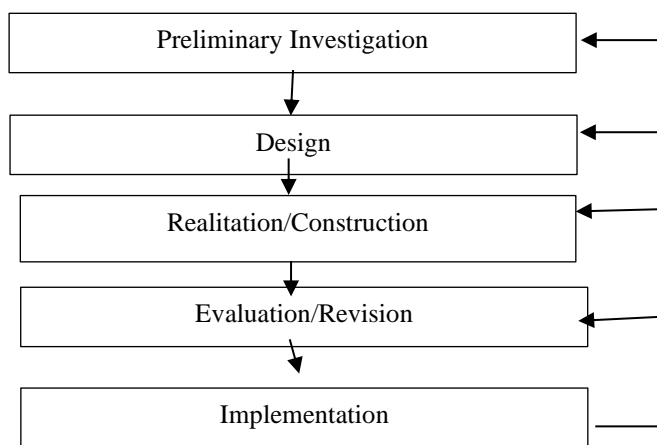 Preliminary Investigation
Design
Realitation/Construction
Evaluation/Revision
Implementation